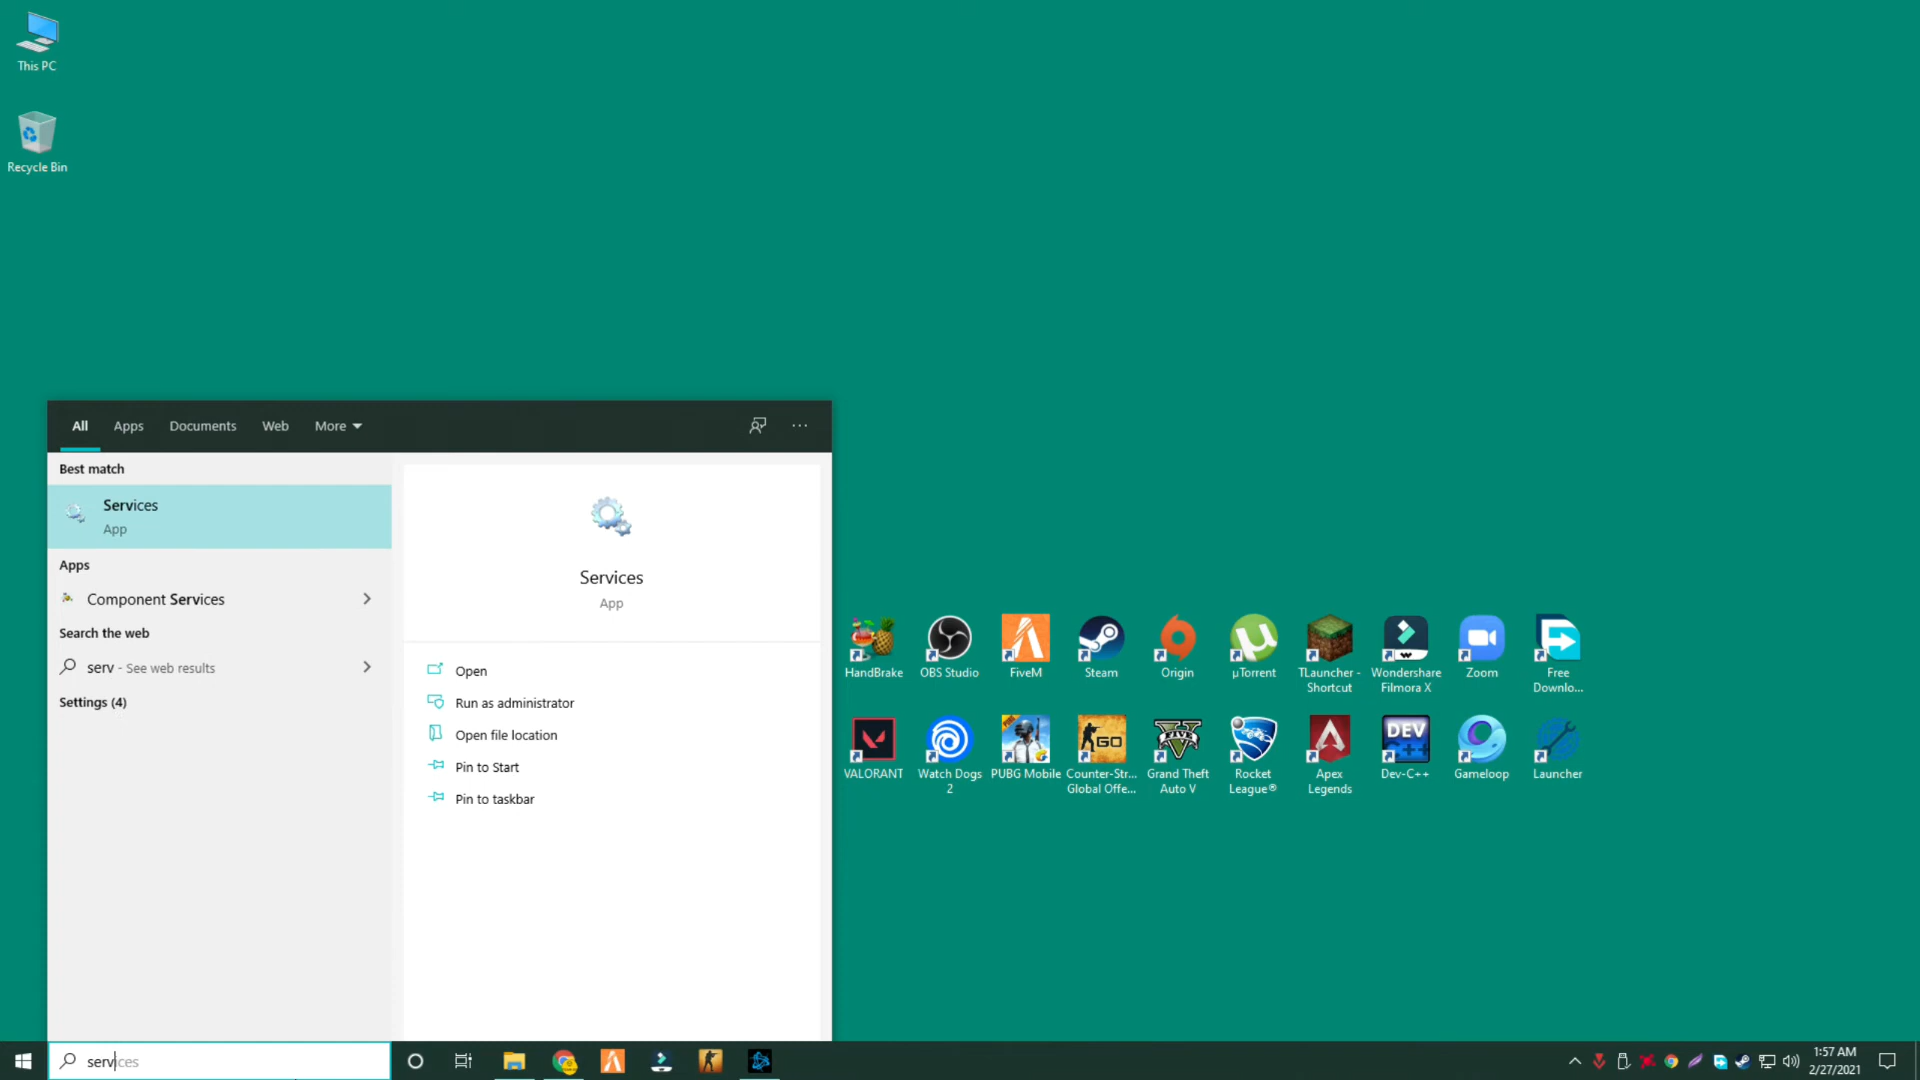 This PC
Recycle Bin
All Apps Documents Web More
Best match
Services
App
Apps
Component Services
Search the web
serv - See web results
Settings (4)
Services
App
Open
Run as administrator
Open file location
Pin to Start
Pin to taskbar
HandBrake OBS Studio FiveM Steam Origin µTorrent TLauncher - Wondershare Zoom Free
Shortcut Filmora X Downlo...
GO FIVE DEV C++
VALORANT Watch Dogs PUBG Mobile Counter-Str... Grand Theft Rocket Apex Dev-C++ Gameloop Launcher
2 Global Offe... Auto V League® Legends
services
1:57 AM
2/27/2021